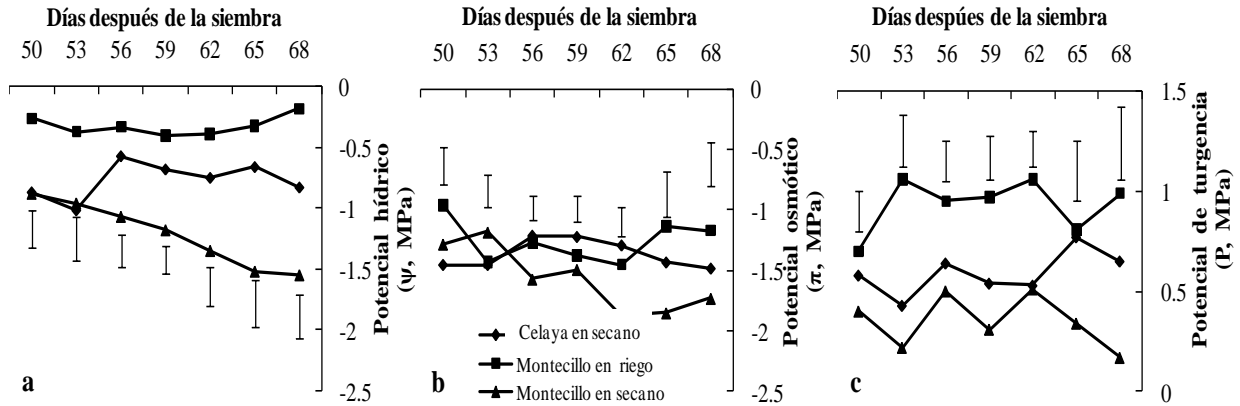 Días después de la siembra
50 53 56 59 62 65 68
0
-0.5
-1
-1.5
-2
-2.5
Potencial hídrico
(ψ, MPa)
a
Días después de la siembra
50 53 56 59 62 65 68
0
-0.5
-1
-1.5
-2
-2.5
Potencial osmótico
(π, MPa)
Celaya en secano
Montecillo en riego
Montecillo en secano
b
Días despúes de la siembra
50 53 56 59 62 65 68
1.5
1
0.5
0
Potencial de turgencia
(P, MPa)
c